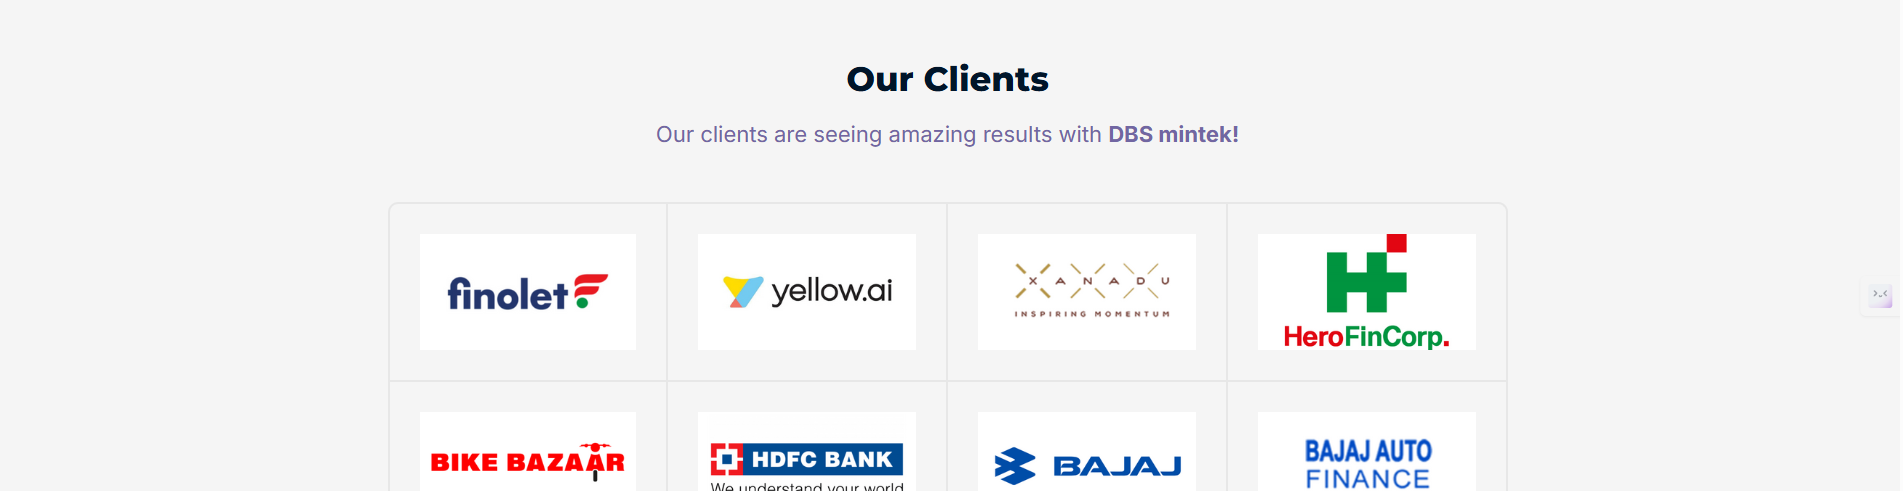 Our Clients
Our clients are seeing amazing results with DBS mintek!
finolet
yellow.ai
XANADU
INSPIRING MOMENTUM
HeroFinCorp.
BIKE BAZAAR
HDFC BANK
We understand your world
BAJAJ
BAJAJ AUTO
FINANCE